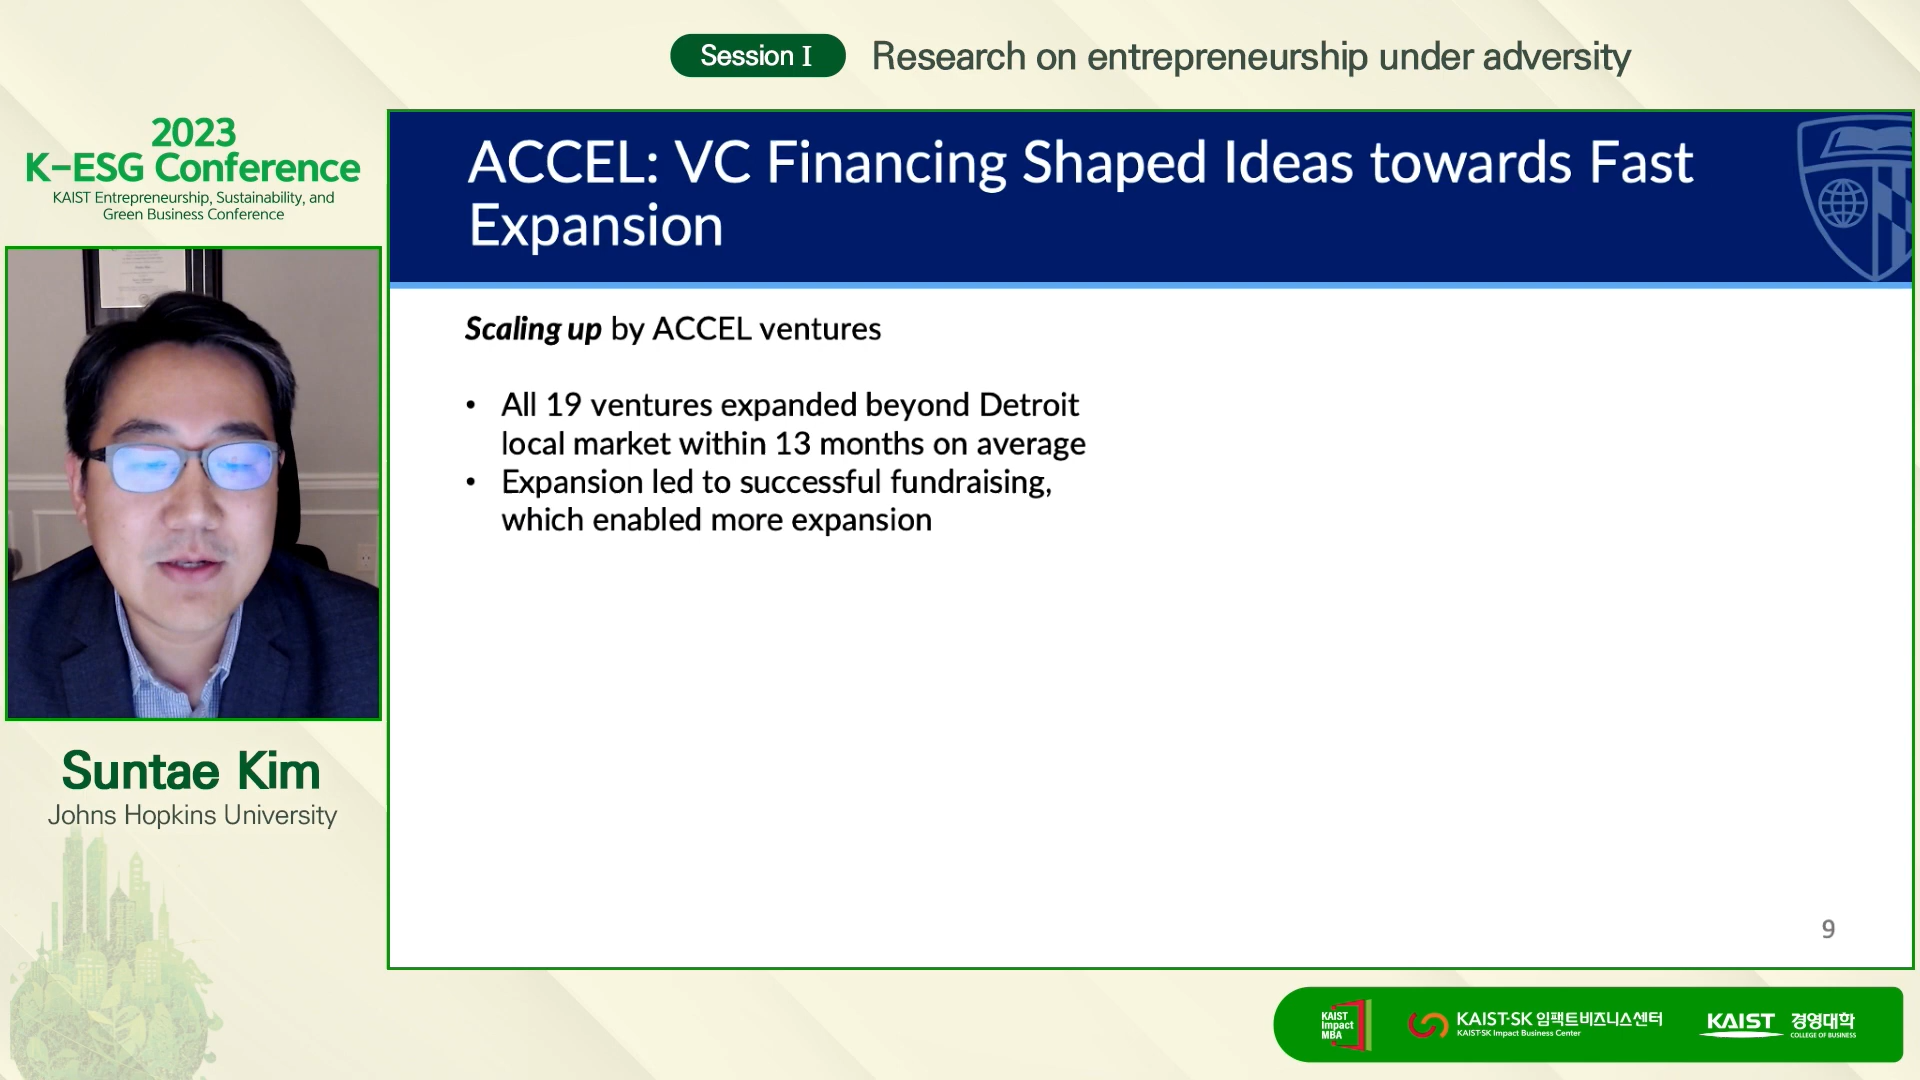 Session I
Research on entrepreneurship under adversity
2023
K-ESG Conference
KAIST Entrepreneurship, Sustainability, and
Green Business Conference
ACCEL: VC Financing Shaped Ideas towards Fast
Expansion
Scaling up by ACCEL ventures
• All 19 ventures expanded beyond Detroit
local market within 13 months on average
• Expansion led to successful fundraising,
which enabled more expansion
9
Suntae Kim
Johns Hopkins University
KAIST
Impact
MBA
KAIST-SK 임팩트비즈니스센터
KAIST-SK Impact Business Center
KAIST 경영대학
COLLEGE OF BUSINESS